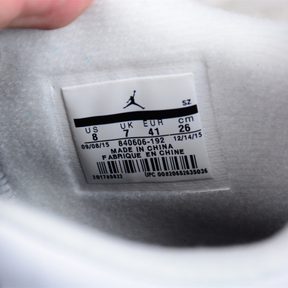 SZ
US UK EUR cm
8 7 41 26
09/08/15 840606-192 12/14/15
MADE IN CHINA
FABRIQUE EN CHINE